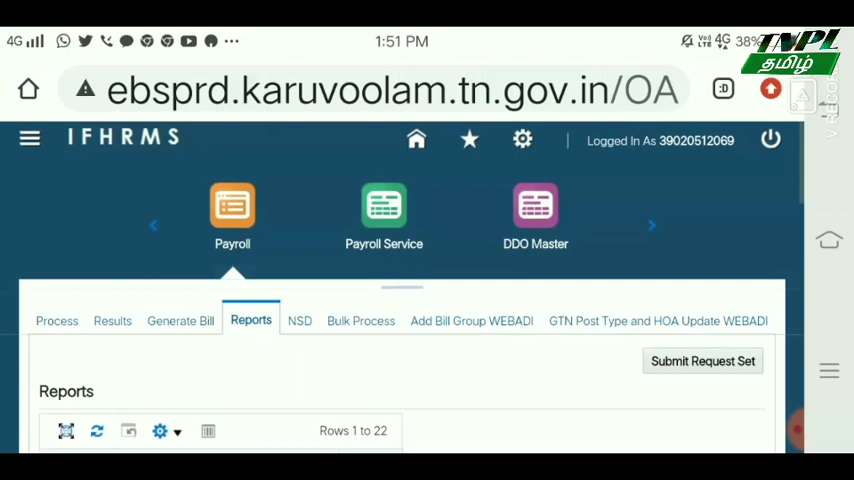 4G 1:51 PM 4G 38%
TNPL
தமிழ்
ebsprd.karuvoolam.tn.gov.in/OA :D
IFHRMS Logged In As 39020512069
Payroll Payroll Service DDO Master
Process Results Generate Bill Reports NSD Bulk Process Add Bill Group WEBADI GTN Post Type and HOA Update WEBADI
Submit Request Set
Reports
Rows 1 to 22